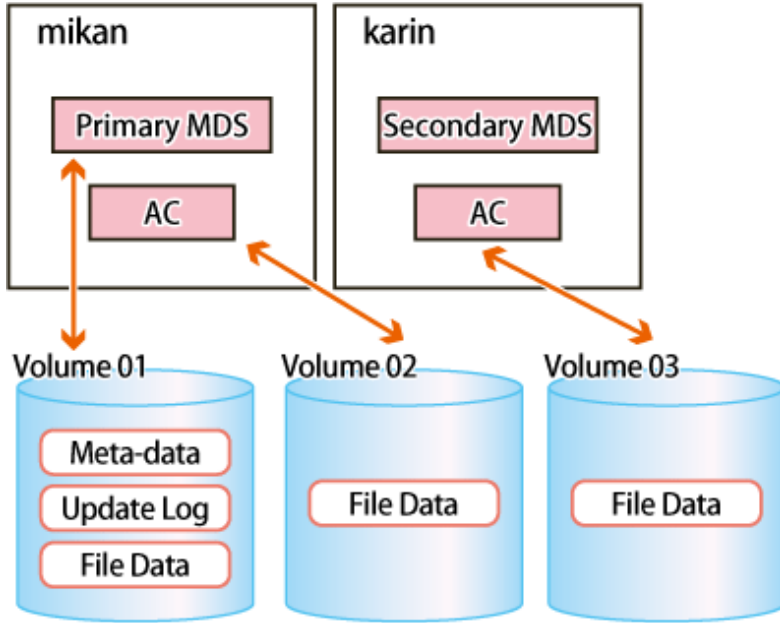 mikan
Primary MDS
AC
karin
Secondary MDS
AC
Volume 01
Meta-data
Update Log
File Data
Volume 02
File Data
Volume 03
File Data